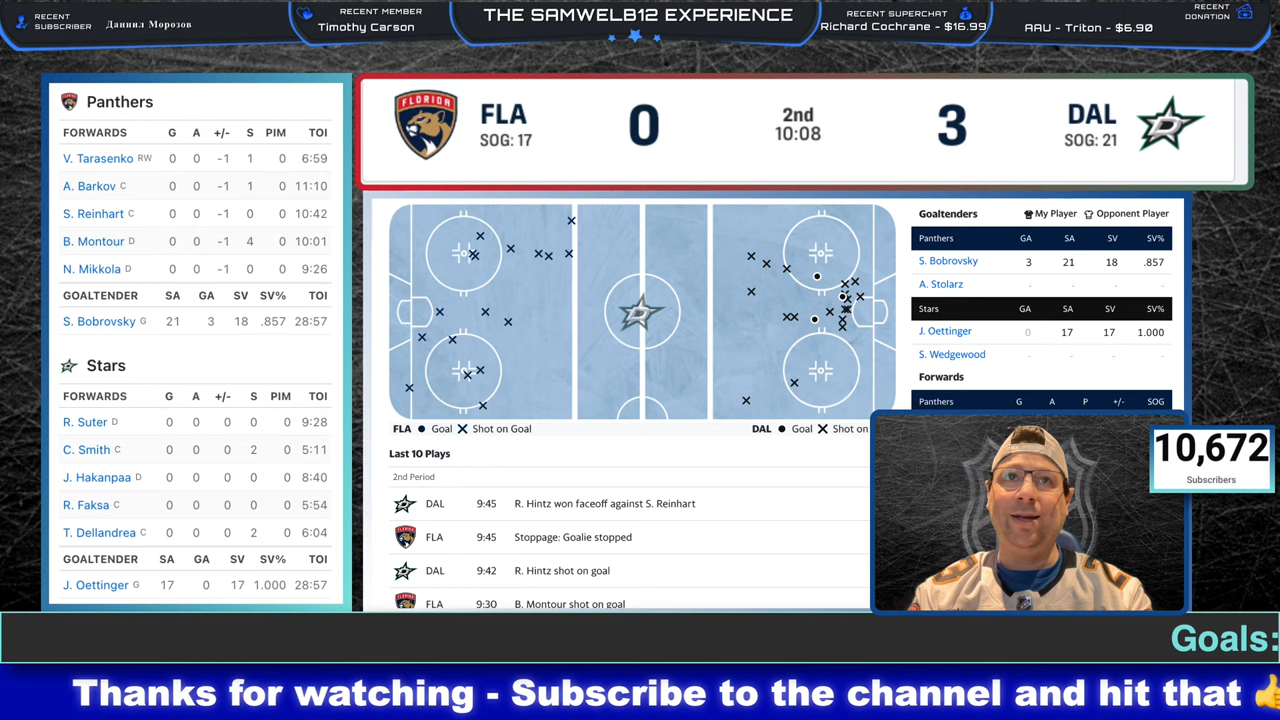 RECENT SUBSCRIBER
Даниил Морозов
RECENT MEMBER
Timothy Carson
THE SAMWELB12 EXPERIENCE
RECENT SUPERCHAT
Richard Cochrane - $16.99
RECENT DONATION
AAU - Triton - $6.90
Panthers
FORWARDS G A +/- S PIM TOI
V. Tarasenko RW 0 0 -1 1 0 6:59
A. Barkov C 0 0 -1 1 0 11:10
S. Reinhart C 0 0 -1 0 0 10:42
B. Montour D 0 0 -1 4 0 10:01
N. Mikkola D 0 0 -1 0 0 9:26
GOALTENDER SA GA SV SV% TOI
S. Bobrovsky G 21 3 18 .857 28:57
Stars
FORWARDS G A +/- S PIM TOI
R. Suter D 0 0 0 0 0 9:28
C. Smith C 0 0 0 2 0 5:11
J. Hakanpaa D 0 0 0 0 0 8:40
R. Faksa C 0 0 0 0 0 5:54
T. Dellandrea C 0 0 0 2 0 6:04
GOALTENDER SA GA SV SV% TOI
J. Oettinger G 17 0 17 1.000 28:57
FLORIDA
FLA
SOG: 17
0
2nd
10:08
3
DAL
SOG: 21
D
D
FLA Goal Shot on Goal
DAL Goal Shot on
Last 10 Plays
2nd Period
DAL 9:45 R. Hintz won faceoff against S. Reinhart
FLA 9:45 Stoppage: Goalie stopped
DAL 9:42 R. Hintz shot on goal
FLA 9:30 B. Montour shot on goal
Goaltenders My Player Opponent Player
Panthers GA SA SV SV%
S. Bobrovsky 3 21 18 .857
A. Stolarz - - - -
Stars GA SA SV SV%
J. Oettinger 0 17 17 1.000
S. Wedgewood - - - -
Forwards
Panthers G A P +/- SOG
10,672
Subscribers
Goals:
Thanks for watching - Subscribe to the channel and hit that 👍